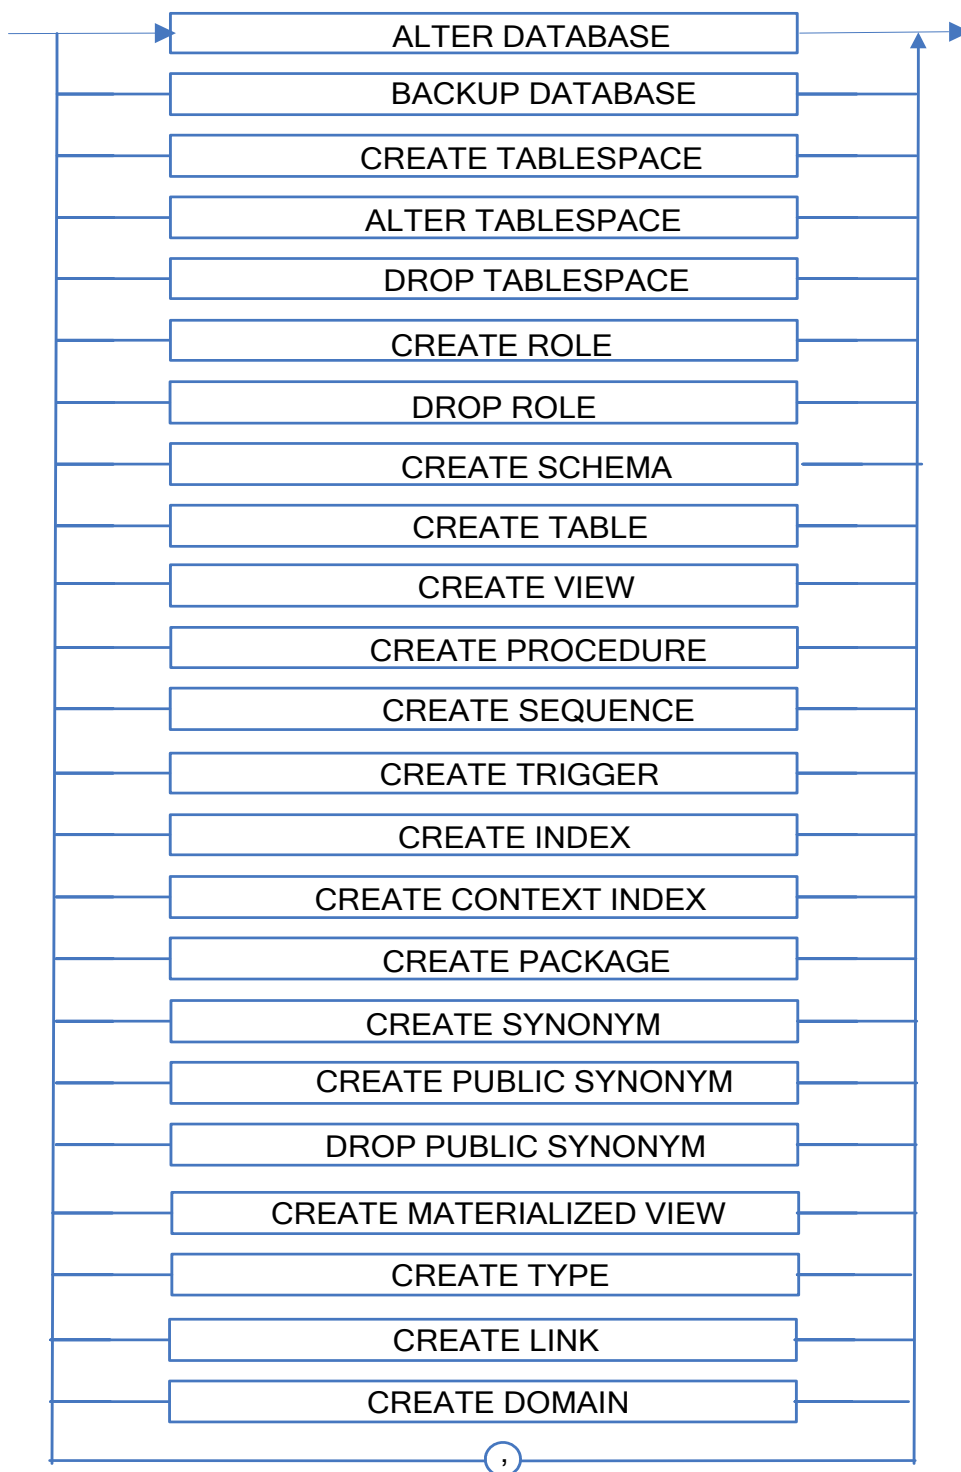 ALTER DATABASE
BACKUP DATABASE
CREATE TABLESPACE
ALTER TABLESPACE
DROP TABLESPACE
CREATE ROLE
DROP ROLE
CREATE SCHEMA
CREATE TABLE
CREATE VIEW
CREATE PROCEDURE
CREATE SEQUENCE
CREATE TRIGGER
CREATE INDEX
CREATE CONTEXT INDEX
CREATE PACKAGE
CREATE SYNONYM
CREATE PUBLIC SYNONYM
DROP PUBLIC SYNONYM
CREATE MATERIALIZED VIEW
CREATE TYPE
CREATE LINK
CREATE DOMAIN
,